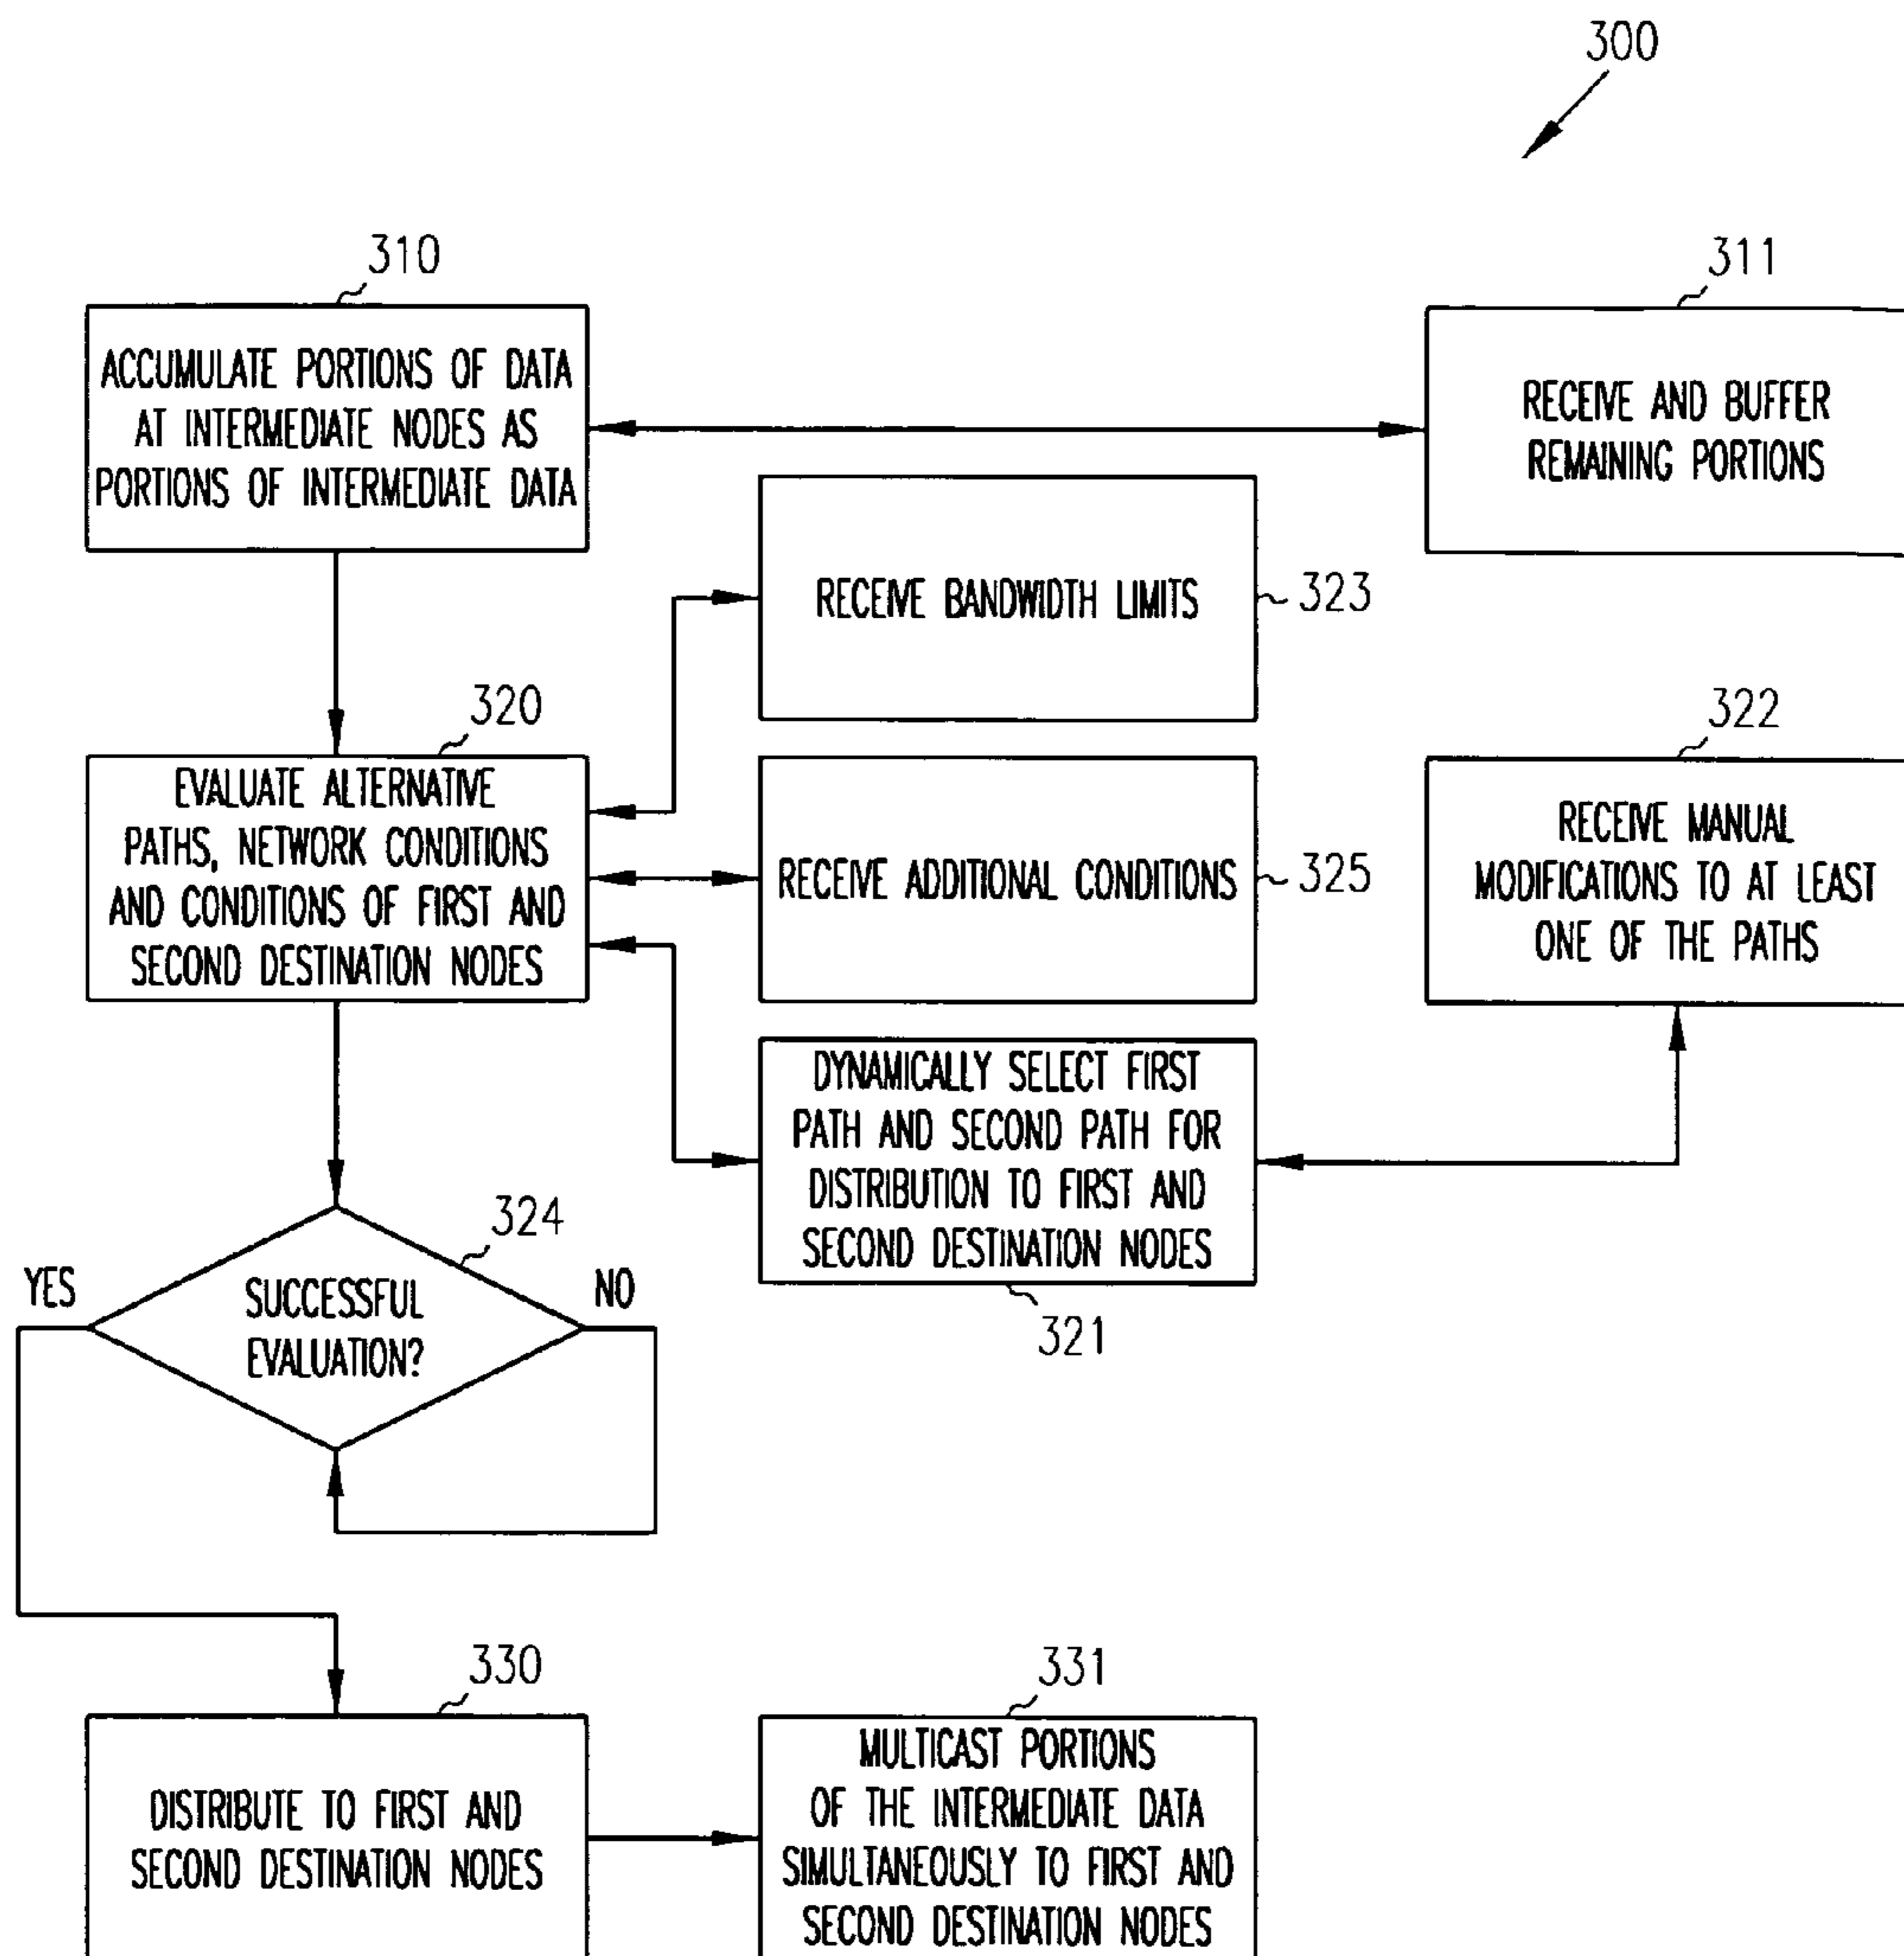 300
310
ACCUMULATE PORTIONS OF DATA
AT INTERMEDIATE NODES AS
PORTIONS OF INTERMEDIATE DATA
311
RECEIVE AND BUFFER
REMAINING PORTIONS
RECEIVE BANDWIDTH LIMITS
323
320
EVALUATE ALTERNATIVE
PATHS, NETWORK CONDITIONS
AND CONDITIONS OF FIRST AND
SECOND DESTINATION NODES
RECEIVE ADDITIONAL CONDITIONS
325
322
RECEIVE MANUAL
MODIFICATIONS TO AT LEAST
ONE OF THE PATHS
DYNAMICALLY SELECT FIRST
PATH AND SECOND PATH FOR
DISTRIBUTION TO FIRST AND
SECOND DESTINATION NODES
321
324
YES
SUCCESSFUL
EVALUATION?
NO
330
DISTRIBUTE TO FIRST AND
SECOND DESTINATION NODES
331
MULTICAST PORTIONS
OF THE INTERMEDIATE DATA
SIMULTANEOUSLY TO FIRST AND
SECOND DESTINATION NODES